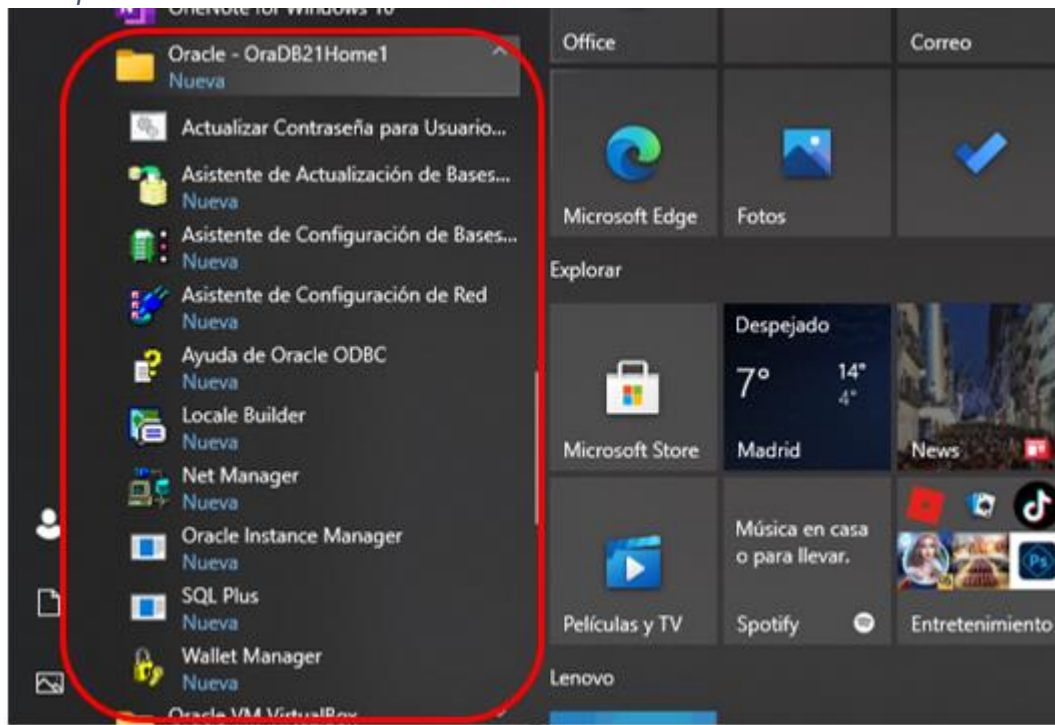 OneNote for Windows 10
Oracle - OraDB21Home1
Nueva
Actualizar Contraseña para Usuario...
Asistente de Actualización de Bases...
Nueva
Asistente de Configuración de Bases...
Nueva
Asistente de Configuración de Red
Nueva
Ayuda de Oracle ODBC
Nueva
Locale Builder
Nueva
Net Manager
Nueva
Oracle Instance Manager
Nueva
SQL Plus
Nueva
Wallet Manager
Nueva
Oracle VM VirtualBox
Office
Correo
Microsoft Edge
Fotos
Explorar
Microsoft Store
Despejado
7°
14°
4°
Madrid
News
Películas y TV
Música en casa
o para llevar.
Spotify
Ps
Entretenimiento
Lenovo